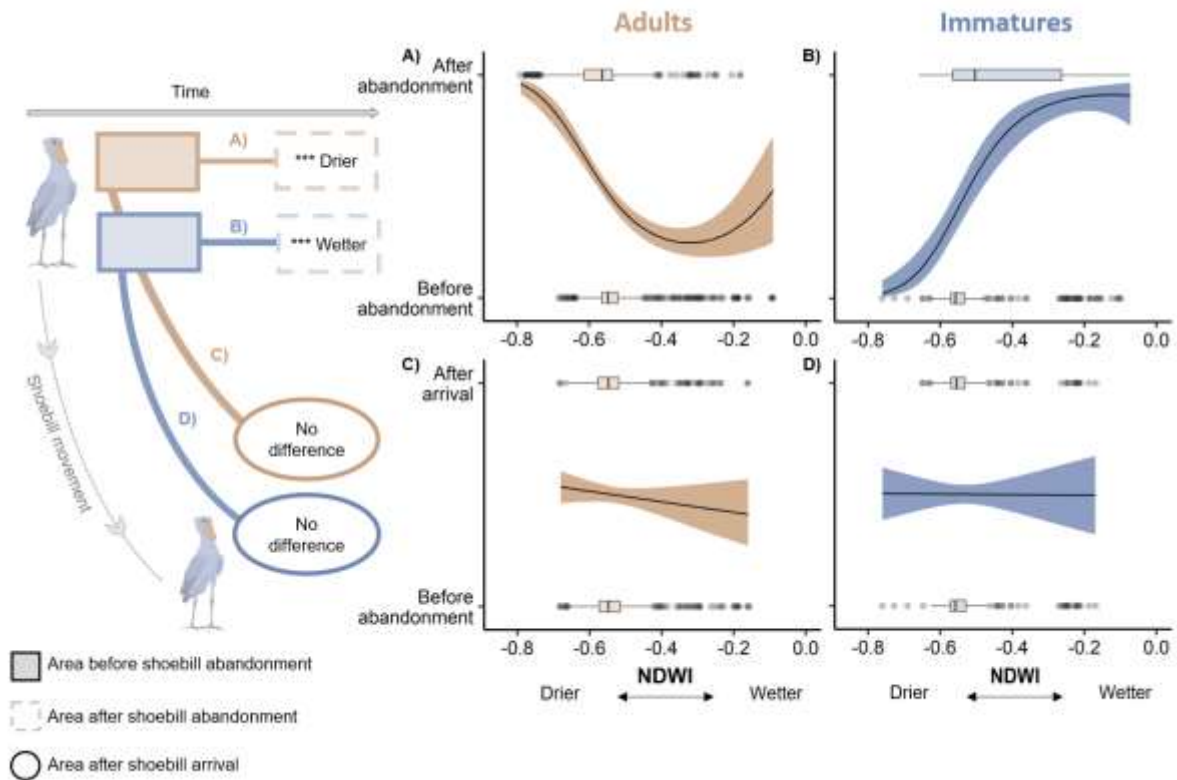 Adults
Immatures
Time
A)
*** Drier
B)
*** Wetter
C)
D)
Shoebill movement
No
difference
No
difference
Area before shoebill abandonment
Area after shoebill abandonment
Area after shoebill arrival
A)
After
abandonment
Before
abandonment
-0.8 -0.6 -0.4 -0.2 0.0
B)
-0.8 -0.6 -0.4 -0.2 0.0
C)
After
arrival
Before
abandonment
-0.8 -0.6 -0.4 -0.2 0.0
D)
-0.8 -0.6 -0.4 -0.2 0.0
NDWI
Drier
Wetter
NDWI
Drier
Wetter